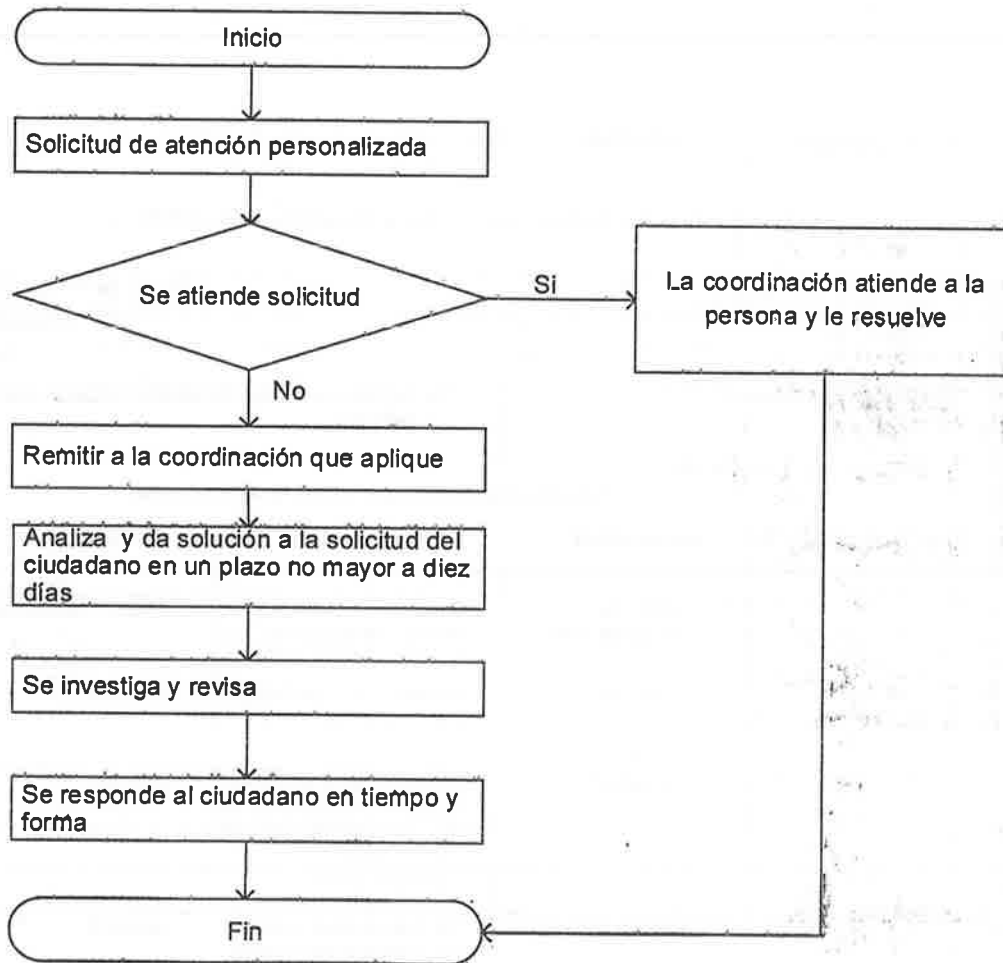 Inicio
Solicitud de atención personalizada
Se atiende solicitud
Si
La coordinación atiende a la
persona y le resuelve
No
Remitir a la coordinación que aplique
Analiza y da solución a la solicitud del
ciudadano en un plazo no mayor a diez
días
Se investiga y revisa
Se responde al ciudadano en tiempo y
forma
Fin